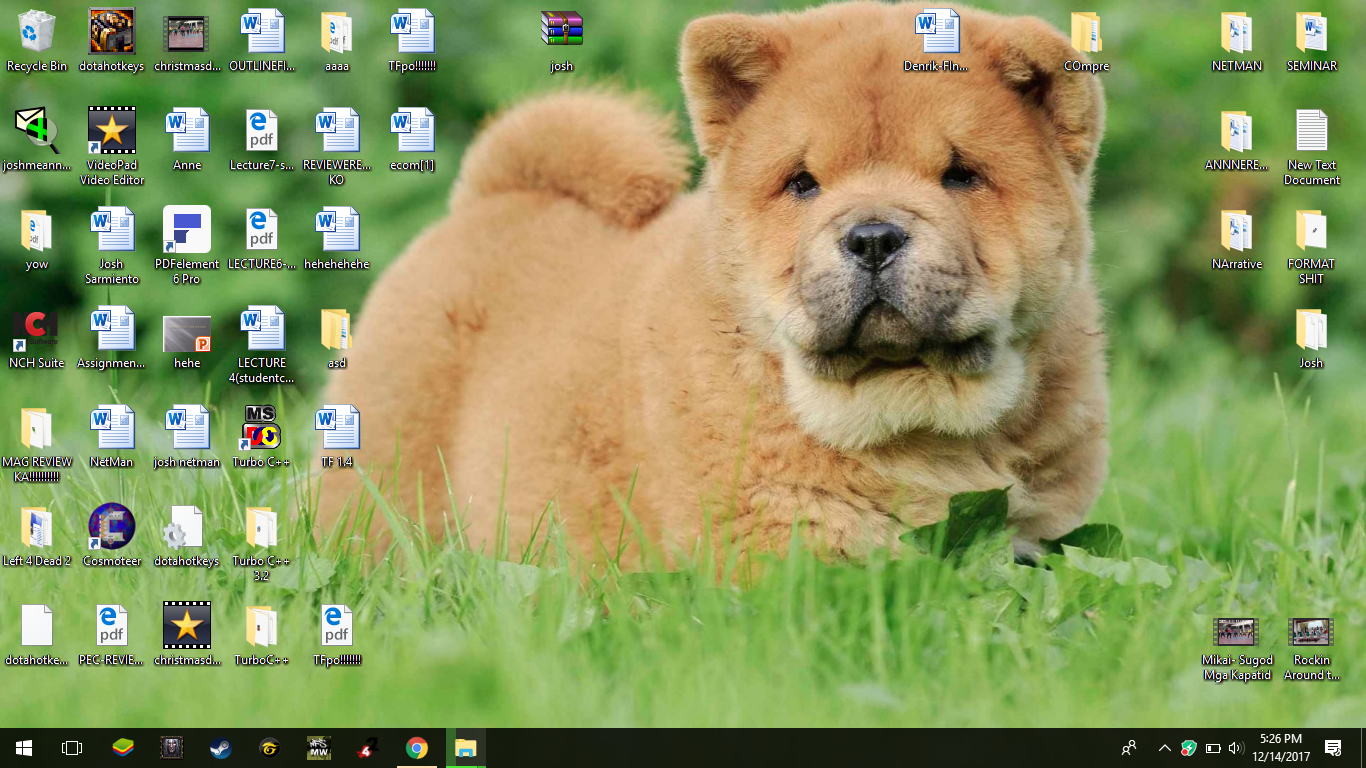 Recycle Bin
dotahotkeys
christmasd...
OUTLINEFI...
aaaa
TFpo!!!!!!!
josh
Denrik-FIn...
COmpre
NETMAN
SEMINAR
joshmeann...
VideoPad
Video Editor
Anne
Lecture7-s...
REVIEWERE...
KO
ecom[1]
ANNNERE...
New Text
Document
yow
Josh
Sarmiento
PDFelement
6 Pro
LECTURE6-...
hehehehehe
NArrative
FORMAT
SHIT
NCH Suite
Assignmen...
hehe
LECTURE
4(studentc...
asd
Josh
MAG REVIEW
KA!!!!!!!!!!
NetMan
josh netman
Turbo C++
TF 1.4
Left 4 Dead 2
Cosmoteer
dotahotkeys
Turbo C++
3.2
dotahotke...
PEC-REVIE...
christmasd...
TurboC++
TFpo!!!!!!!
Mikai- Sugod
Mga Kapatid
Rockin
Around t...
5:26 PM
12/14/2017